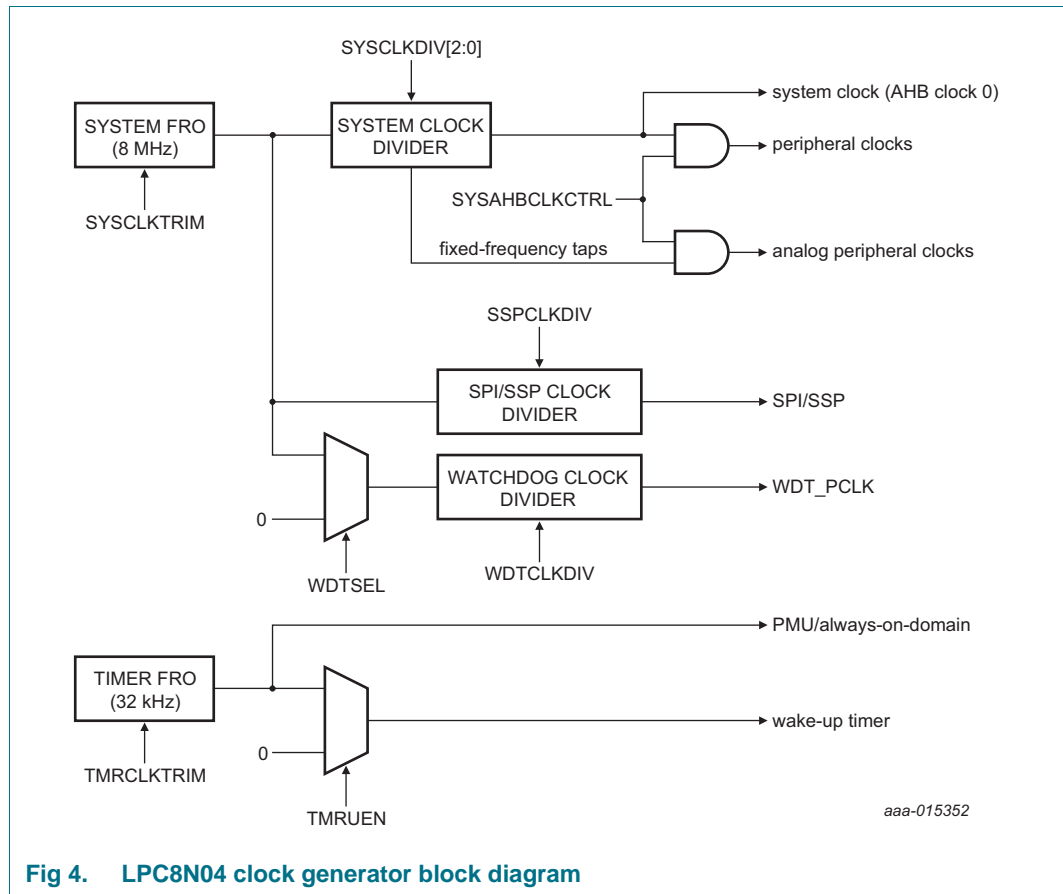 SYSCLKDIV[2:0]
system clock (AHB clock 0)
SYSTEM FRO
(8 MHz)
SYSTEM CLOCK
DIVIDER
peripheral clocks
SYSAHBCLKCTRL
SYSCLKTRIM
fixed-frequency taps
analog peripheral clocks
SSPCLKDIV
SPI/SSP CLOCK
DIVIDER
SPI/SSP
WATCHDOG CLOCK
DIVIDER
WDT_PCLK
0
WDTSEL
WDTCLKDIV
PMU/always-on-domain
TIMER FRO
(32 kHz)
wake-up timer
0
TMRCLKTRIM
TMRUEN
aaa-015352
Fig 4. LPC8N04 clock generator block diagram